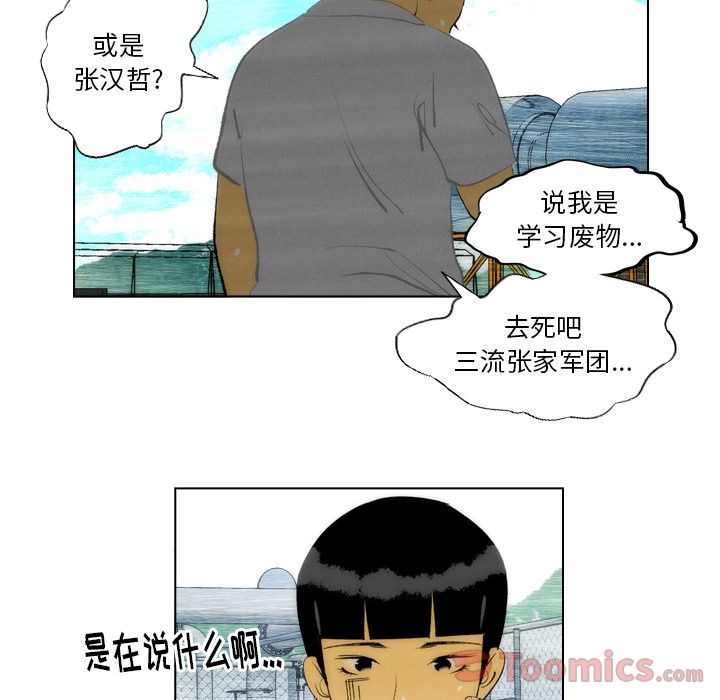 或是
张汉哲?
说我是
学习废物...
去死吧
三流张家军团...
是在说什么啊...
Toomics.com